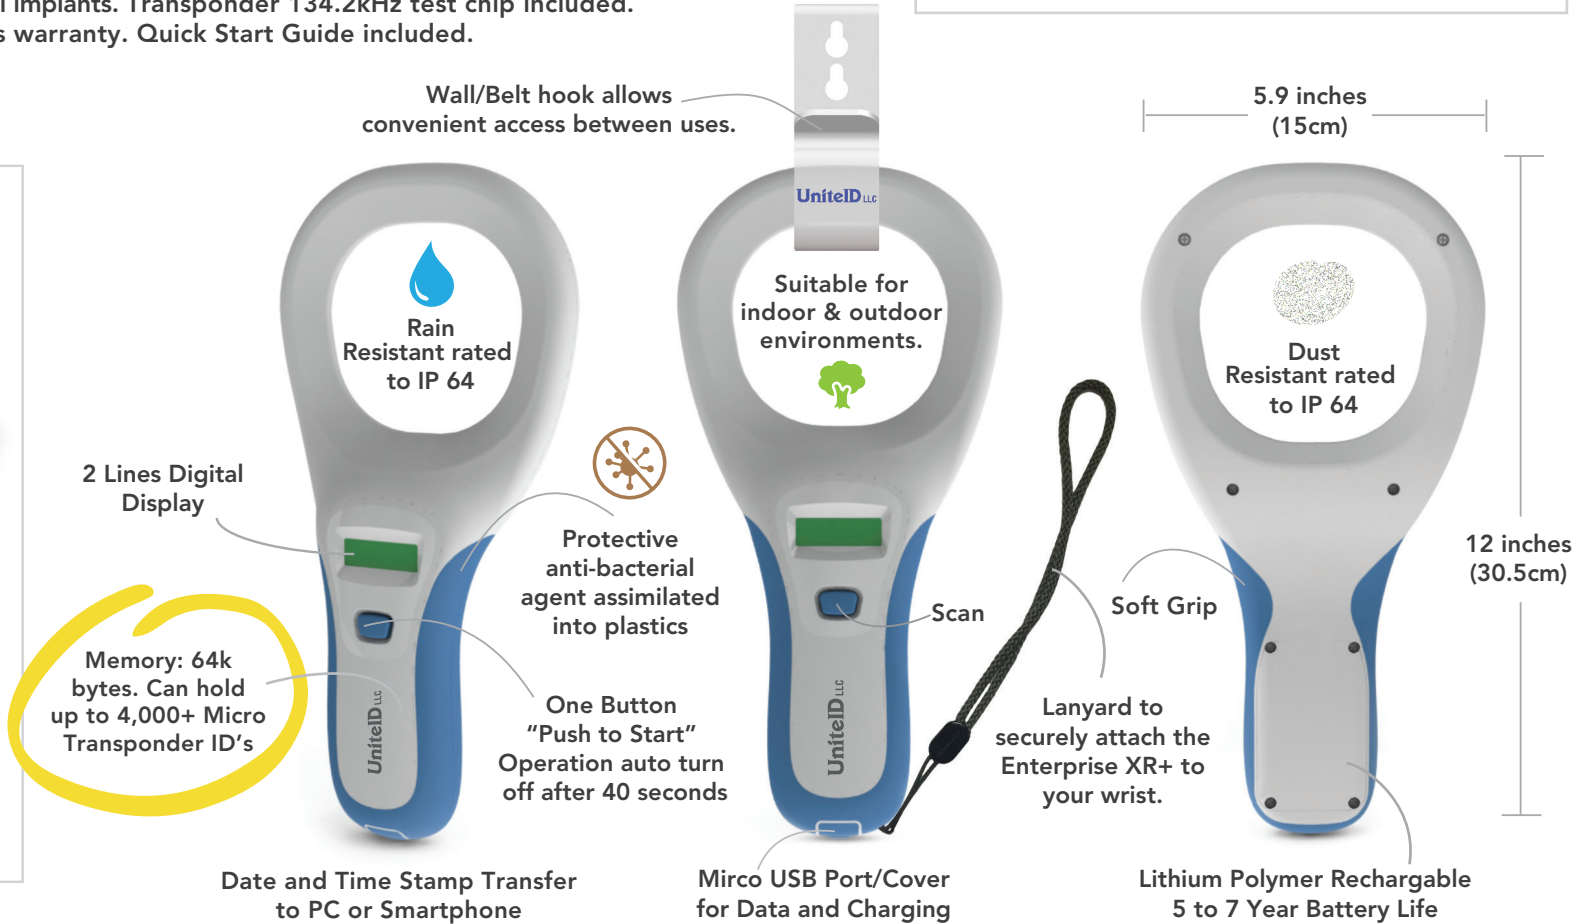 implants. Transponder 134.2kHz test chip included.
warranty. Quick Start Guide included.
Wall/Belt hook allows
convenient access between uses.
5.9 inches
(15cm)
UniteID LLC
Rain
Resistant rated
to IP 64
Suitable for
indoor & outdoor
environments.
Dust
Resistant rated
to IP 64
2 Lines Digital
Display
Protective
anti-bacterial
agent assimilated
into plastics
12 inches
(30.5cm)
Scan
Soft Grip
Memory: 64k
bytes. Can hold
up to 4,000+ Micro
Transponder ID's
UniteID LLC
One Button
“Push to Start”
Operation auto turn
off after 40 seconds
UniteID LLC
Lanyard to
securely attach the
Enterprise XR+ to
your wrist.
Date and Time Stamp Transfer
to PC or Smartphone
Mirco USB Port/Cover
for Data and Charging
Lithium Polymer Rechargable
5 to 7 Year Battery Life